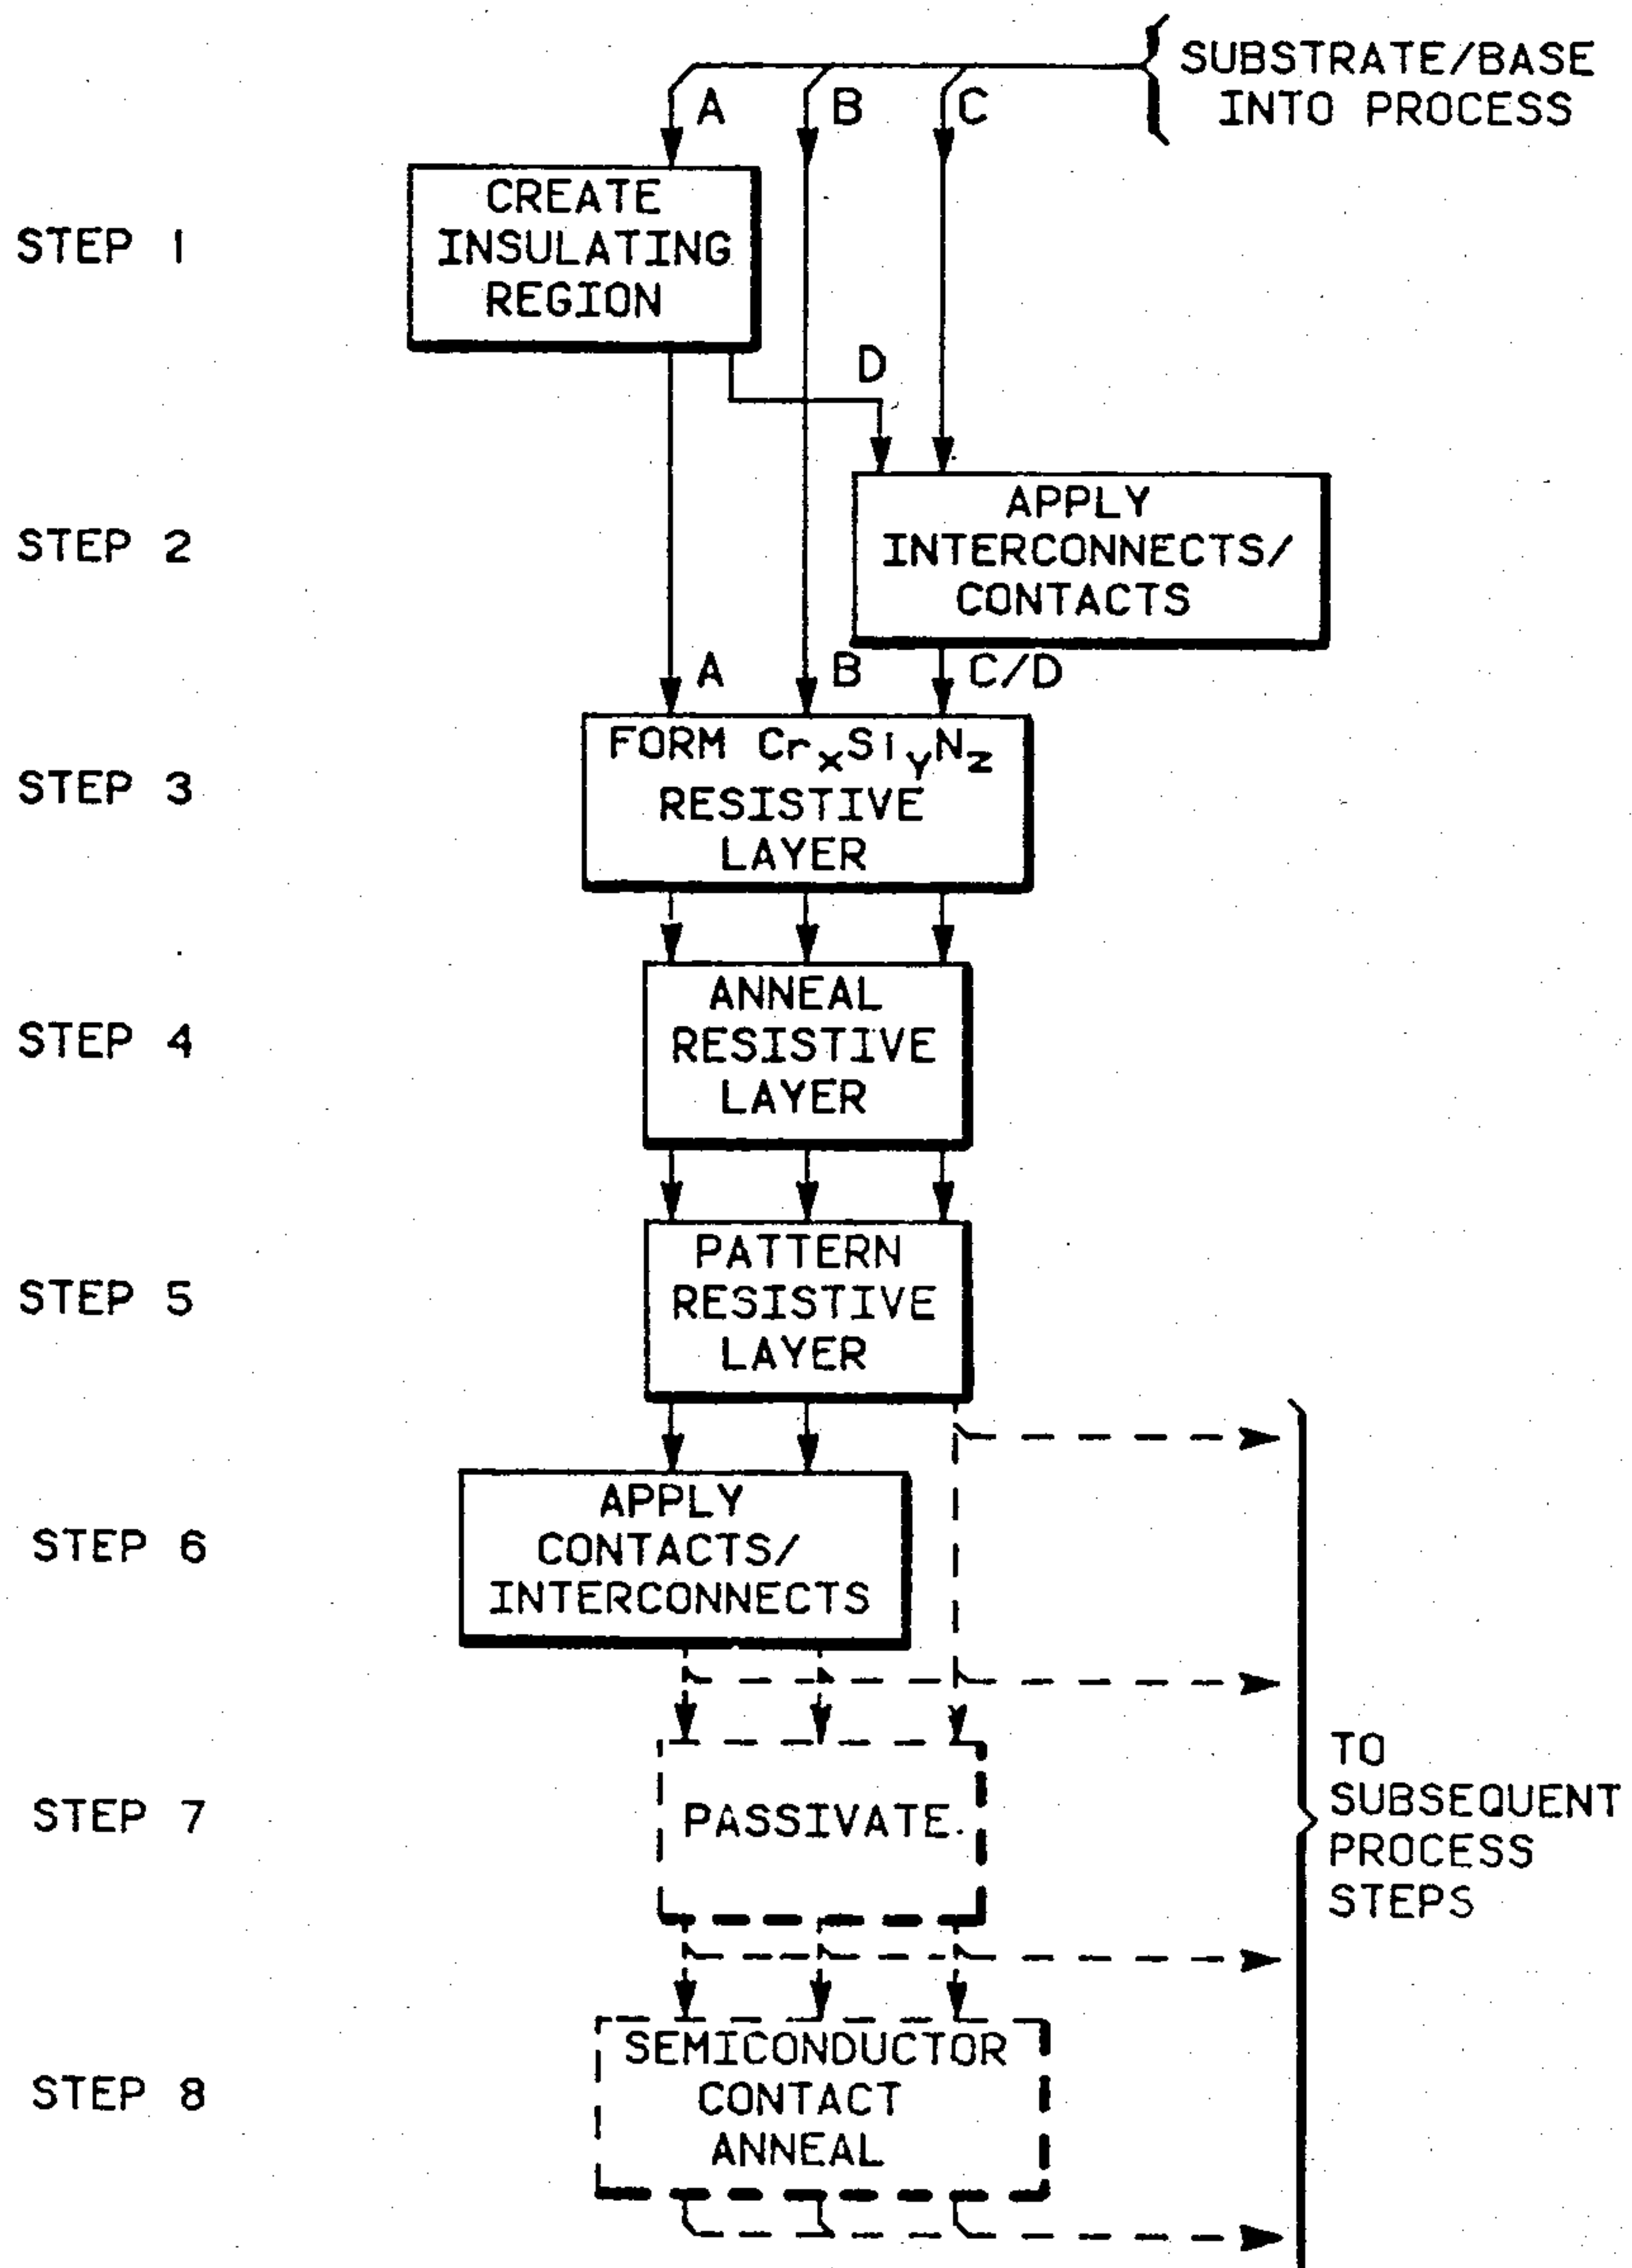 SUBSTRATE/BASE
INTO PROCESS
A
B
C
STEP 1
CREATE
INSULATING
REGION
D
STEP 2
APPLY
INTERCONNECTS/
CONTACTS
A
B
C/D
STEP 3
FORM CrxSiyNz
RESISTIVE
LAYER
STEP 4
ANNEAL
RESISTIVE
LAYER
STEP 5
PATTERN
RESISTIVE
LAYER
STEP 6
APPLY
CONTACTS/
INTERCONNECTS
STEP 7
PASSIVATE
TO
SUBSEQUENT
PROCESS
STEPS
STEP 8
SEMICONDUCTOR
CONTACT
ANNEAL